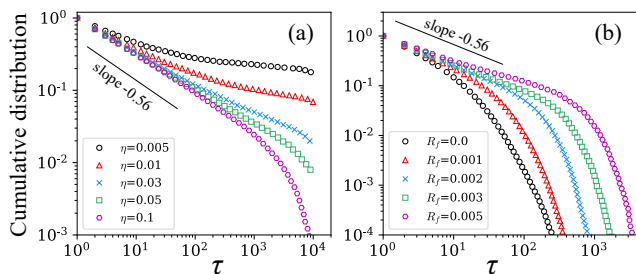 Cumulative distribution
10^0
10^-1
10^-2
10^-3
(a)
slope -0.56
η=0.005
η=0.01
η=0.03
η=0.05
η=0.1
10^0 10^1 10^2 10^3 10^4
τ
10^0
10^-1
10^-2
10^-3
10^-4
slope -0.56
(b)
R_f=0.0
R_f=0.001
R_f=0.002
R_f=0.003
R_f=0.005
10^0 10^1 10^2 10^3
τ